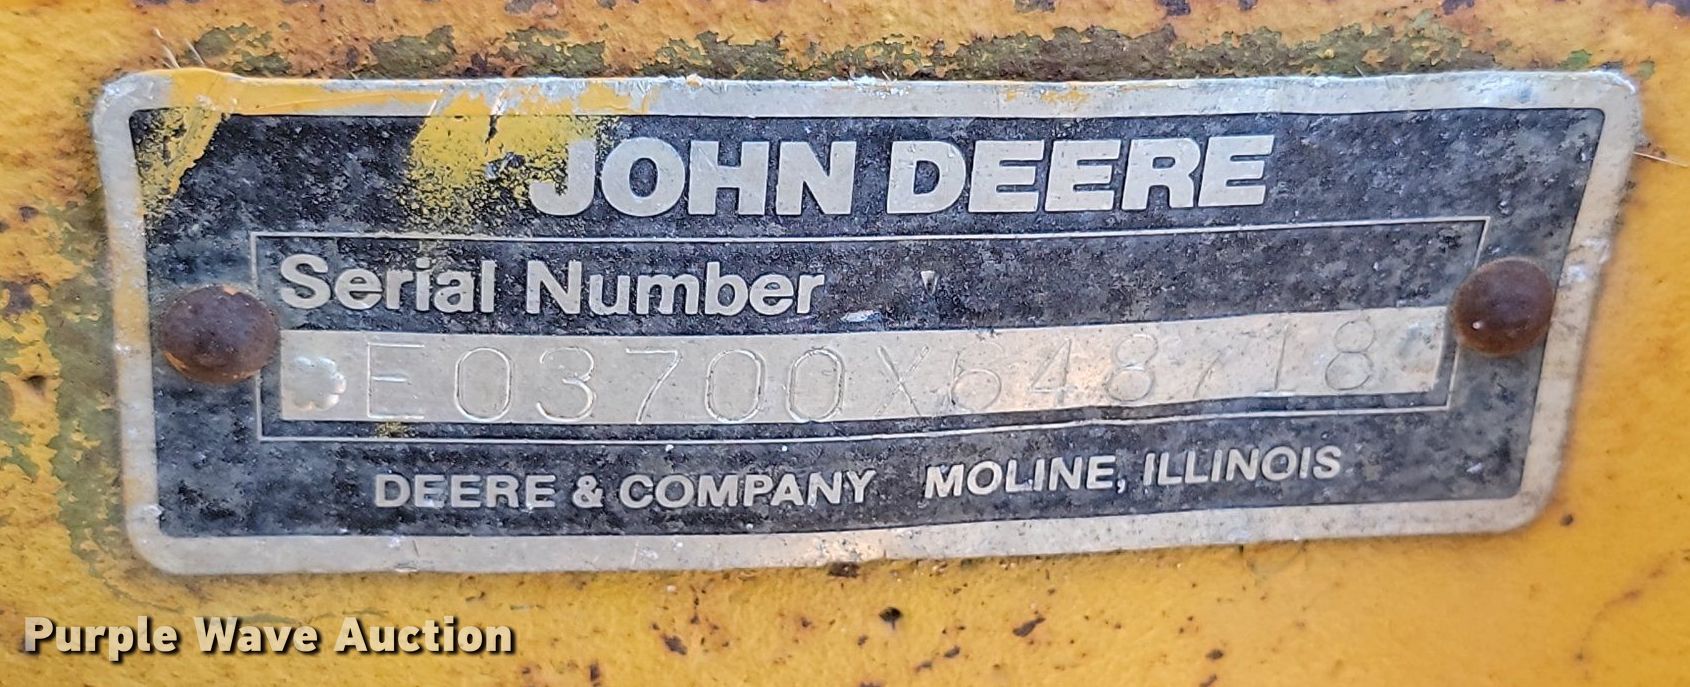 JOHN DEERE
Serial Number
E03700X648718
DEERE & COMPANY MOLINE, ILLINOIS
Purple Wave Auction